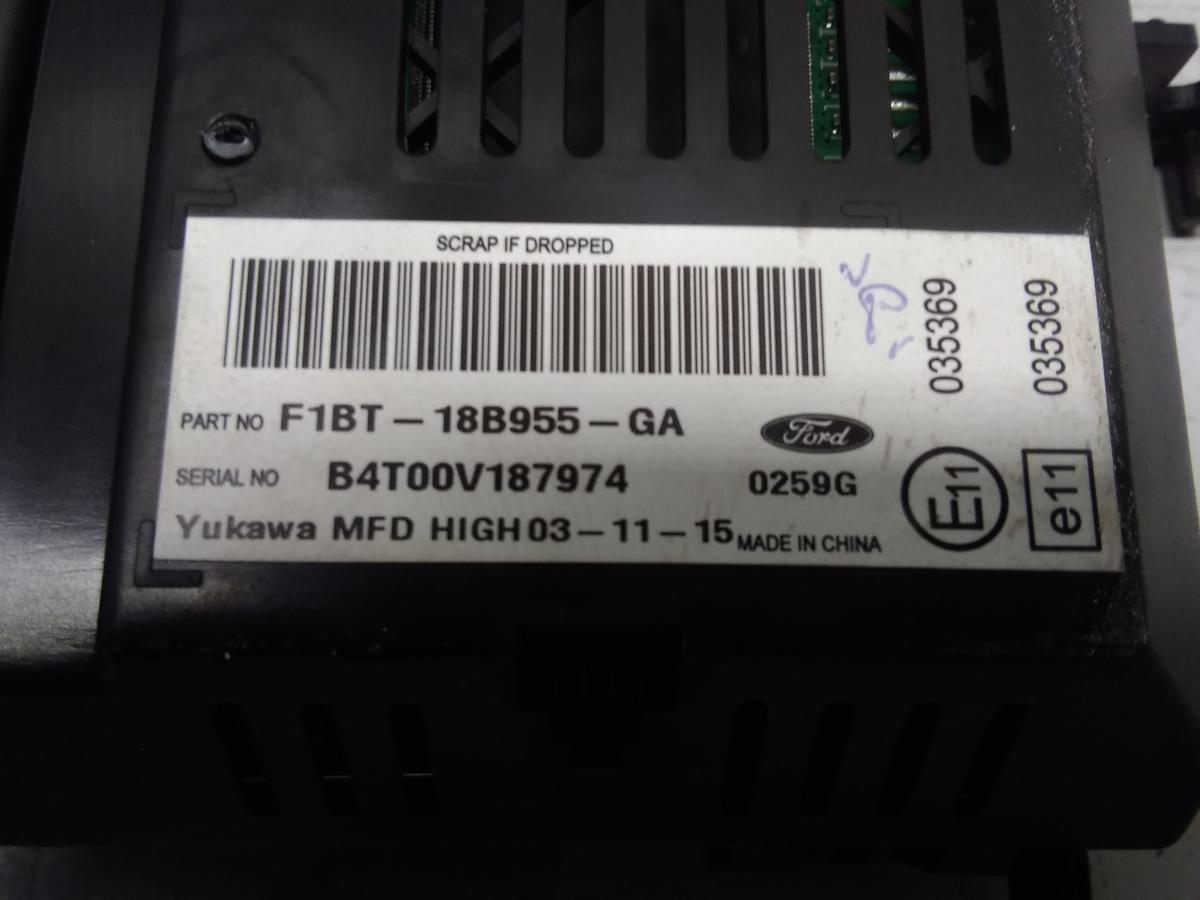 SCRAP IF DROPPED
PART NO F1BT-18B955-GA
Ford
SERIAL NO B4T00V187974 0259G
Yukawa MFD HIGH 03-11-15 MADE IN CHINA
035369
035369
E11
e11